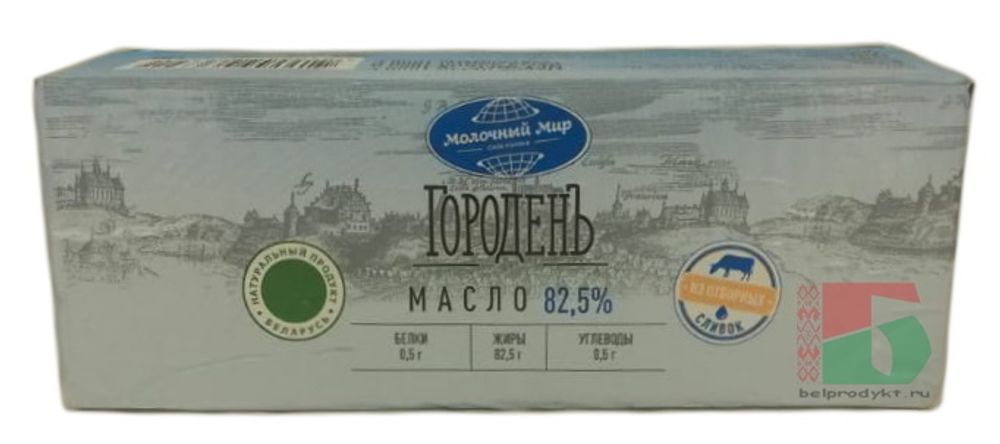 Молочный Мир
ГОРОДЕНЪ
МАСЛО 82,5%
БЕЛКИ
0,5 г
ЖИРЫ
82,5 г
УГЛЕВОДЫ
0,5 г
НАТУРАЛЬНЫЙ ПРОДУКТ
БЕЛАРУСЬ
ИЗ ОТБОРНЫХ
СЛИВОК
belprodykt.ru